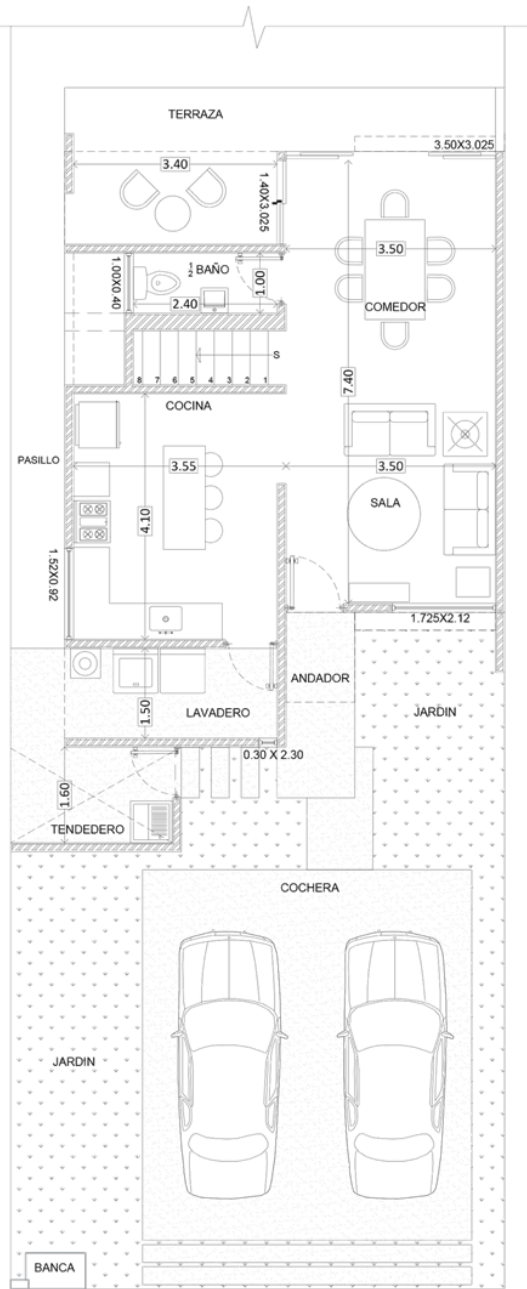 TERRAZA
3.50X3.025
3.40
1.40X3.025
3.50
½ BAÑO
1.00X0.40
1.00
2.40
COMEDOR
S
8 7 6 5 4 3 2 1
7.40
COCINA
PASILLO
3.55
3.50
SALA
4.10
1.52X0.92
1.725X2.12
ANDADOR
LAVADERO
JARDIN
1.50
0.30 X 2.30
1.60
TENDEDERO
COCHERA
JARDIN
BANCA